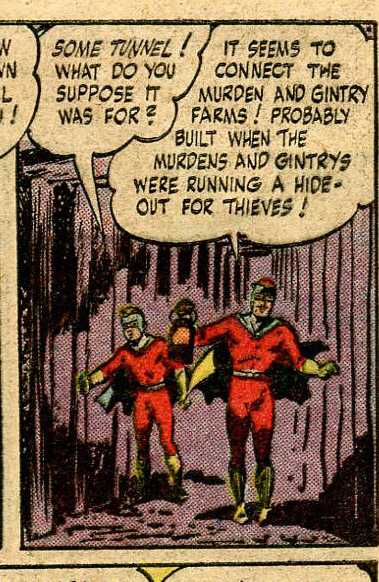 SOME TUNNEL!
WHAT DO YOU
SUPPOSE IT
WAS FOR?
IT SEEMS TO
CONNECT THE
MURDEN AND GINTRY
FARMS! PROBABLY
BUILT WHEN THE
MURDENS AND GINTRYS
WERE RUNNING A HIDE-
OUT FOR THIEVES!